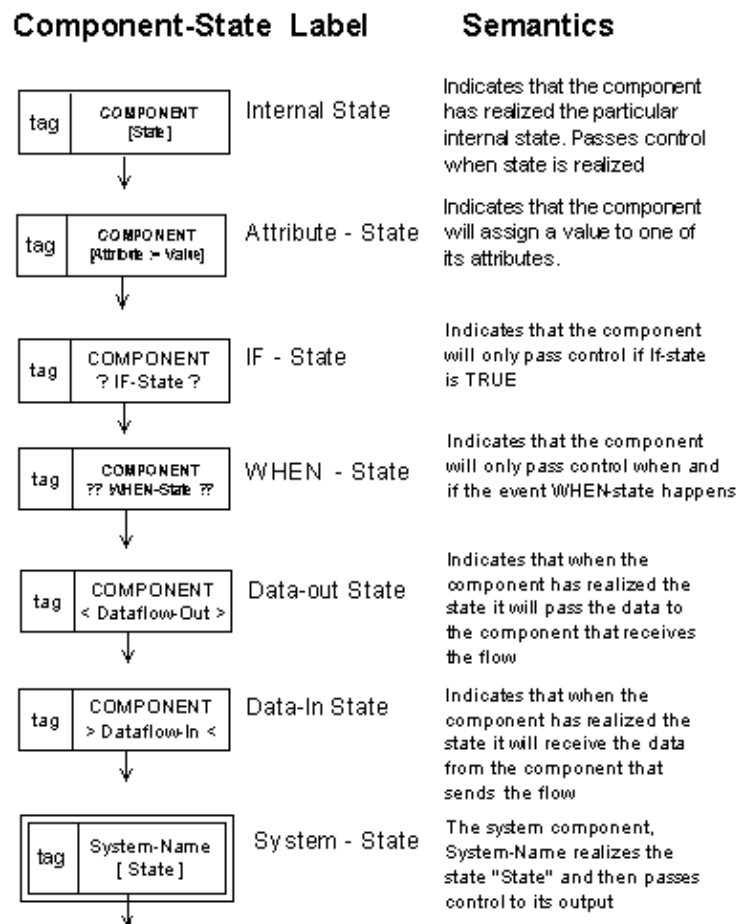 Component-State Label Semantics
tag COMPONENT
[State]
Internal State
Indicates that the component
has realized the particular
internal state. Passes control
when state is realized
tag COMPONENT
[Attribute := Value]
Attribute - State
Indicates that the component
will assign a value to one of
its attributes.
tag COMPONENT
? IF-State ?
IF - State
Indicates that the component
will only pass control if If-state
is TRUE
tag COMPONENT
?? WHEN-State ??
WHEN - State
Indicates that the component
will only pass control when and
if the event WHEN-state happens
tag COMPONENT
< Dataflow-Out >
Data-out State
Indicates that when the
component has realized the
state it will pass the data to
the component that receives
the flow
tag COMPONENT
> Dataflow-In <
Data-In State
Indicates that when the
component has realized the
state it will receive the data
from the component that
sends the flow
tag System-Name
[ State ]
System - State
The system component,
System-Name realizes the
state "State" and then passes
control to its output